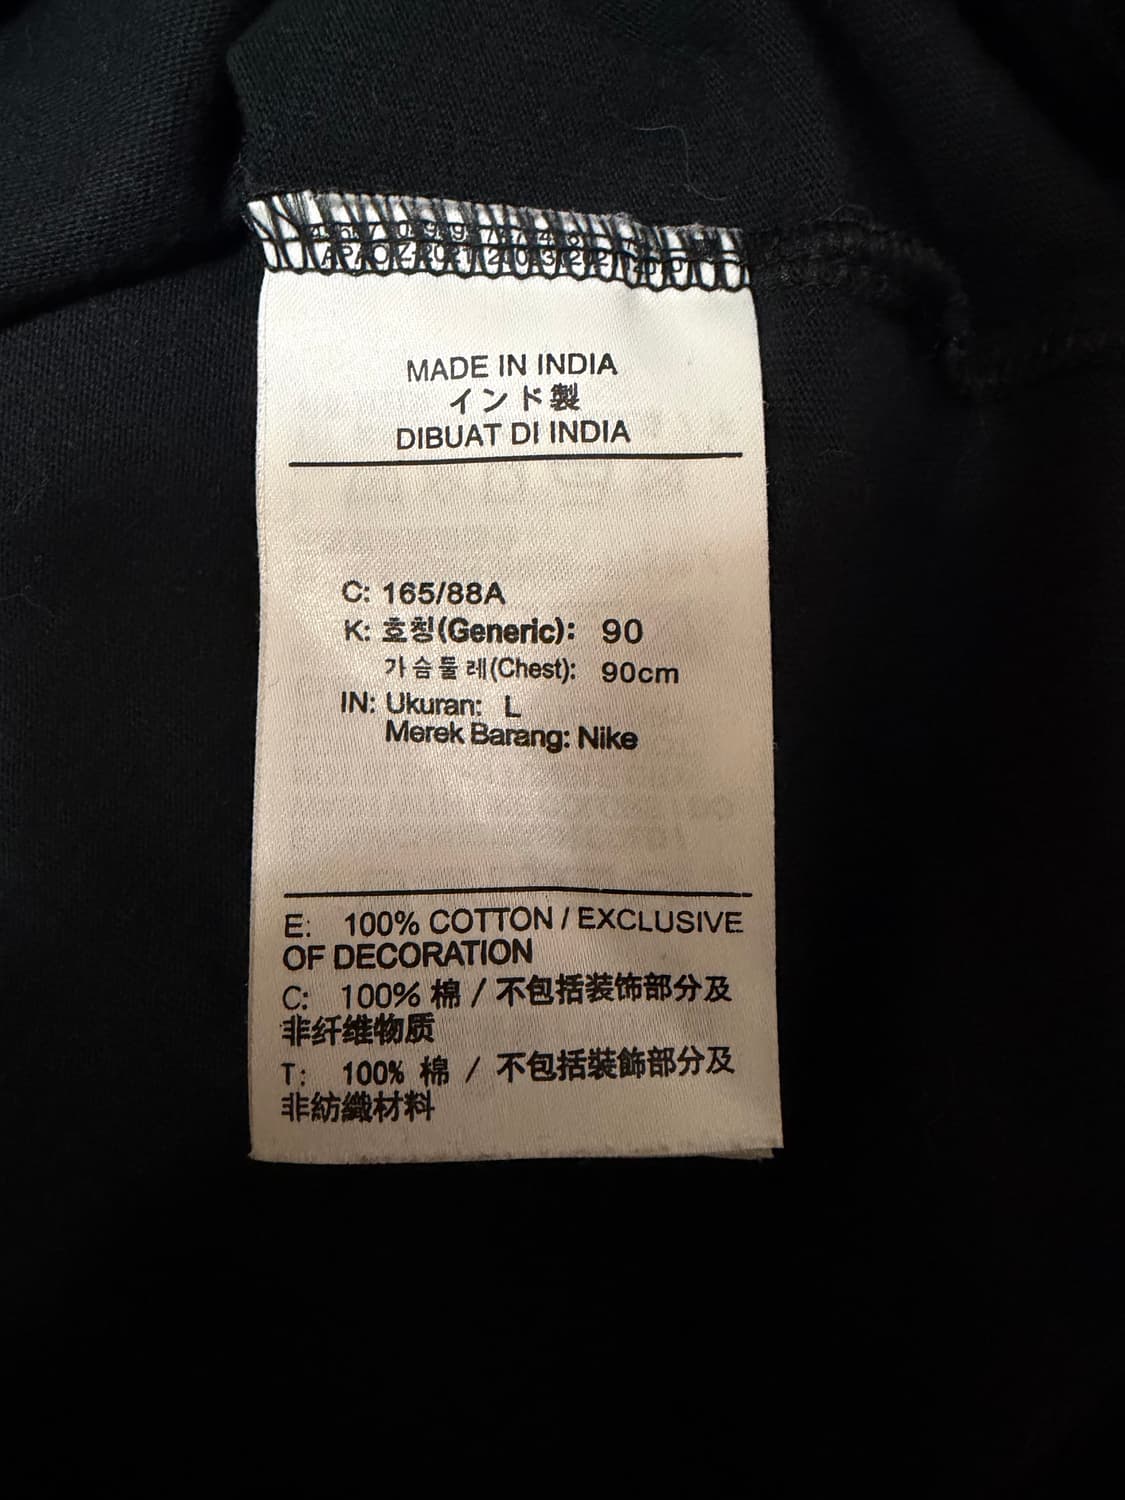 MADE IN INDIA
インド製
DIBUAT DI INDIA
C: 165/88A
K: 호칭(Generic): 90
가슴둘레(Chest): 90cm
IN: Ukuran: L
Merek Barang: Nike
E: 100% COTTON / EXCLUSIVE
OF DECORATION
C: 100% 棉 / 不包括装饰部分及
非纤维物质
T: 100% 棉 / 不包括裝飾部分及
非紡織材料